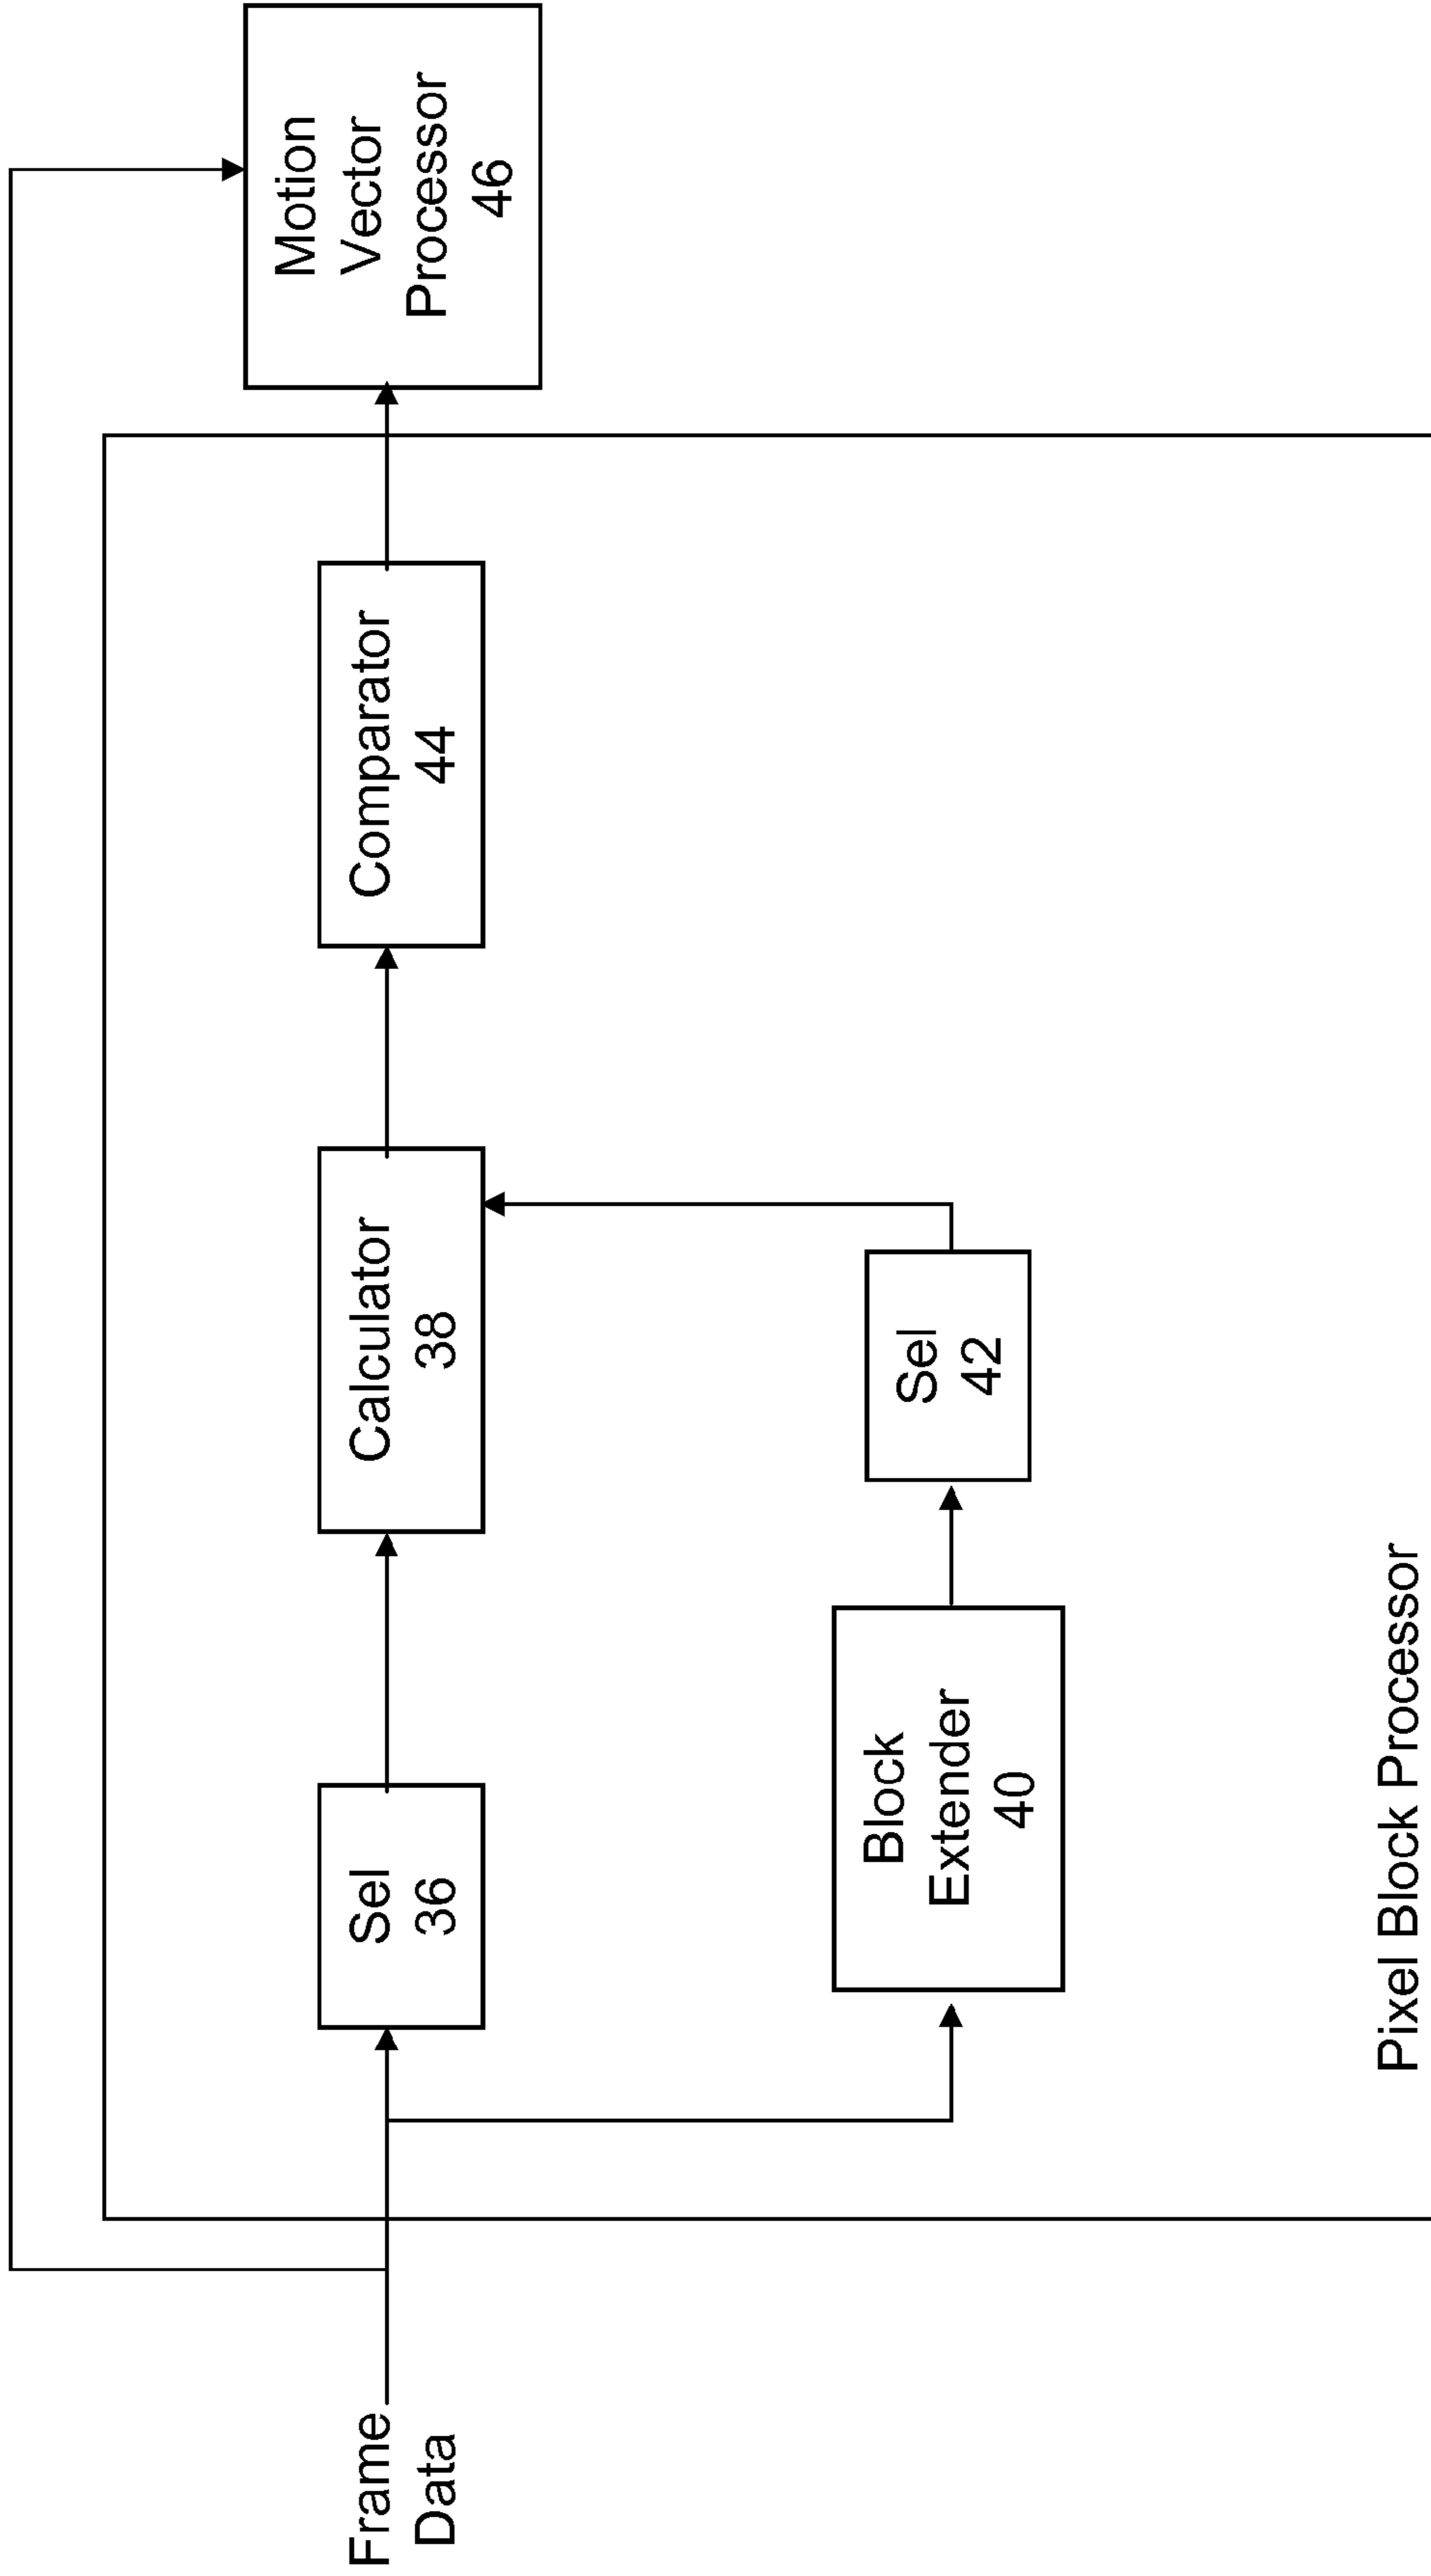 Frame
Data
Sel
36
Calculator
38
Comparator
44
Motion
Vector
Processor
46
Block
Extender
40
Sel
42
Pixel Block Processor